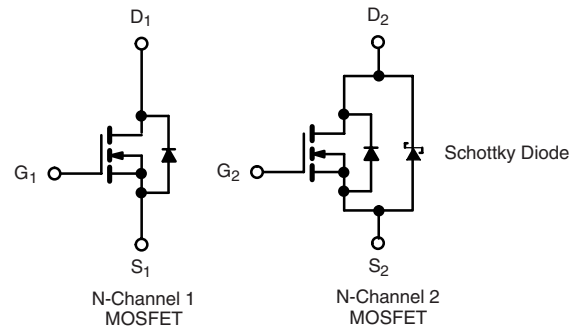 D1
D2
G1
G2
Schottky Diode
S1
S2
N-Channel 1
MOSFET
N-Channel 2
MOSFET